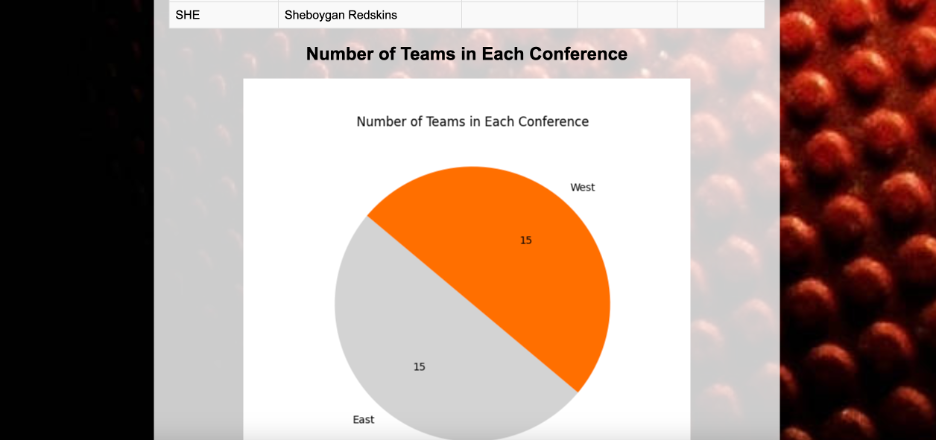 SHE Sheboygan Redskins
Number of Teams in Each Conference
Number of Teams in Each Conference
West
15
15
East